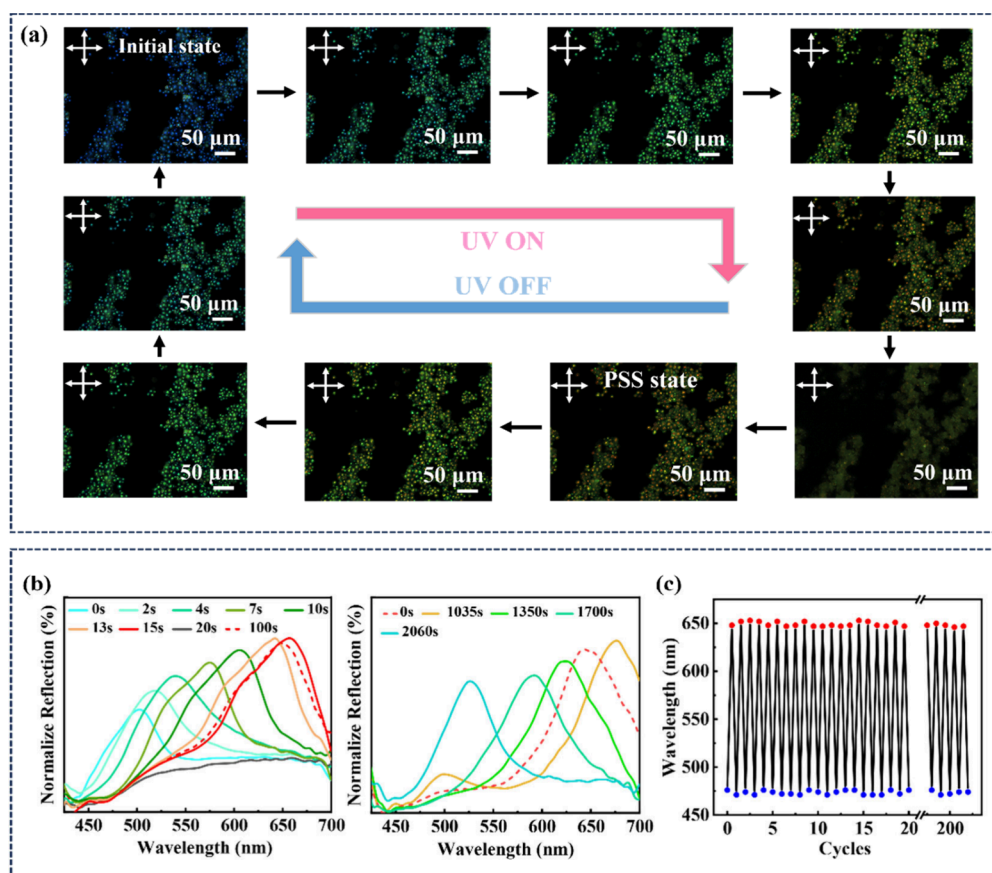 (a)
Initial state
50 μm
50 μm
50 μm
50 μm
50 μm
UV ON
UV OFF
50 μm
50 μm
50 μm
PSS state
50 μm
50 μm
(b)
0s 2s 4s 7s 10s
13s 15s 20s 100s
Normalize Reflection (%)
450 500 550 600 650 700
Wavelength (nm)
0s 1035s 1350s 1700s
2060s
Normalize Reflection (%)
450 500 550 600 650 700
Wavelength (nm)
(c)
650
600
550
500
450
Wavelength (nm)
0 5 10 15 20 200
Cycles